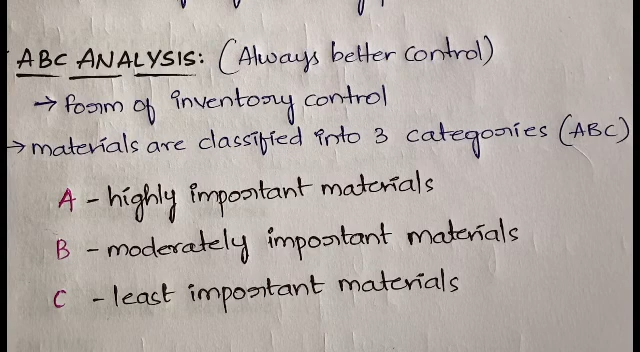 ABC ANALYSIS: (Always better control)
→ form of inventory control
→ materials are classified into 3 categories (ABC)
A - highly important materials
B - moderately important materials
C - least important materials